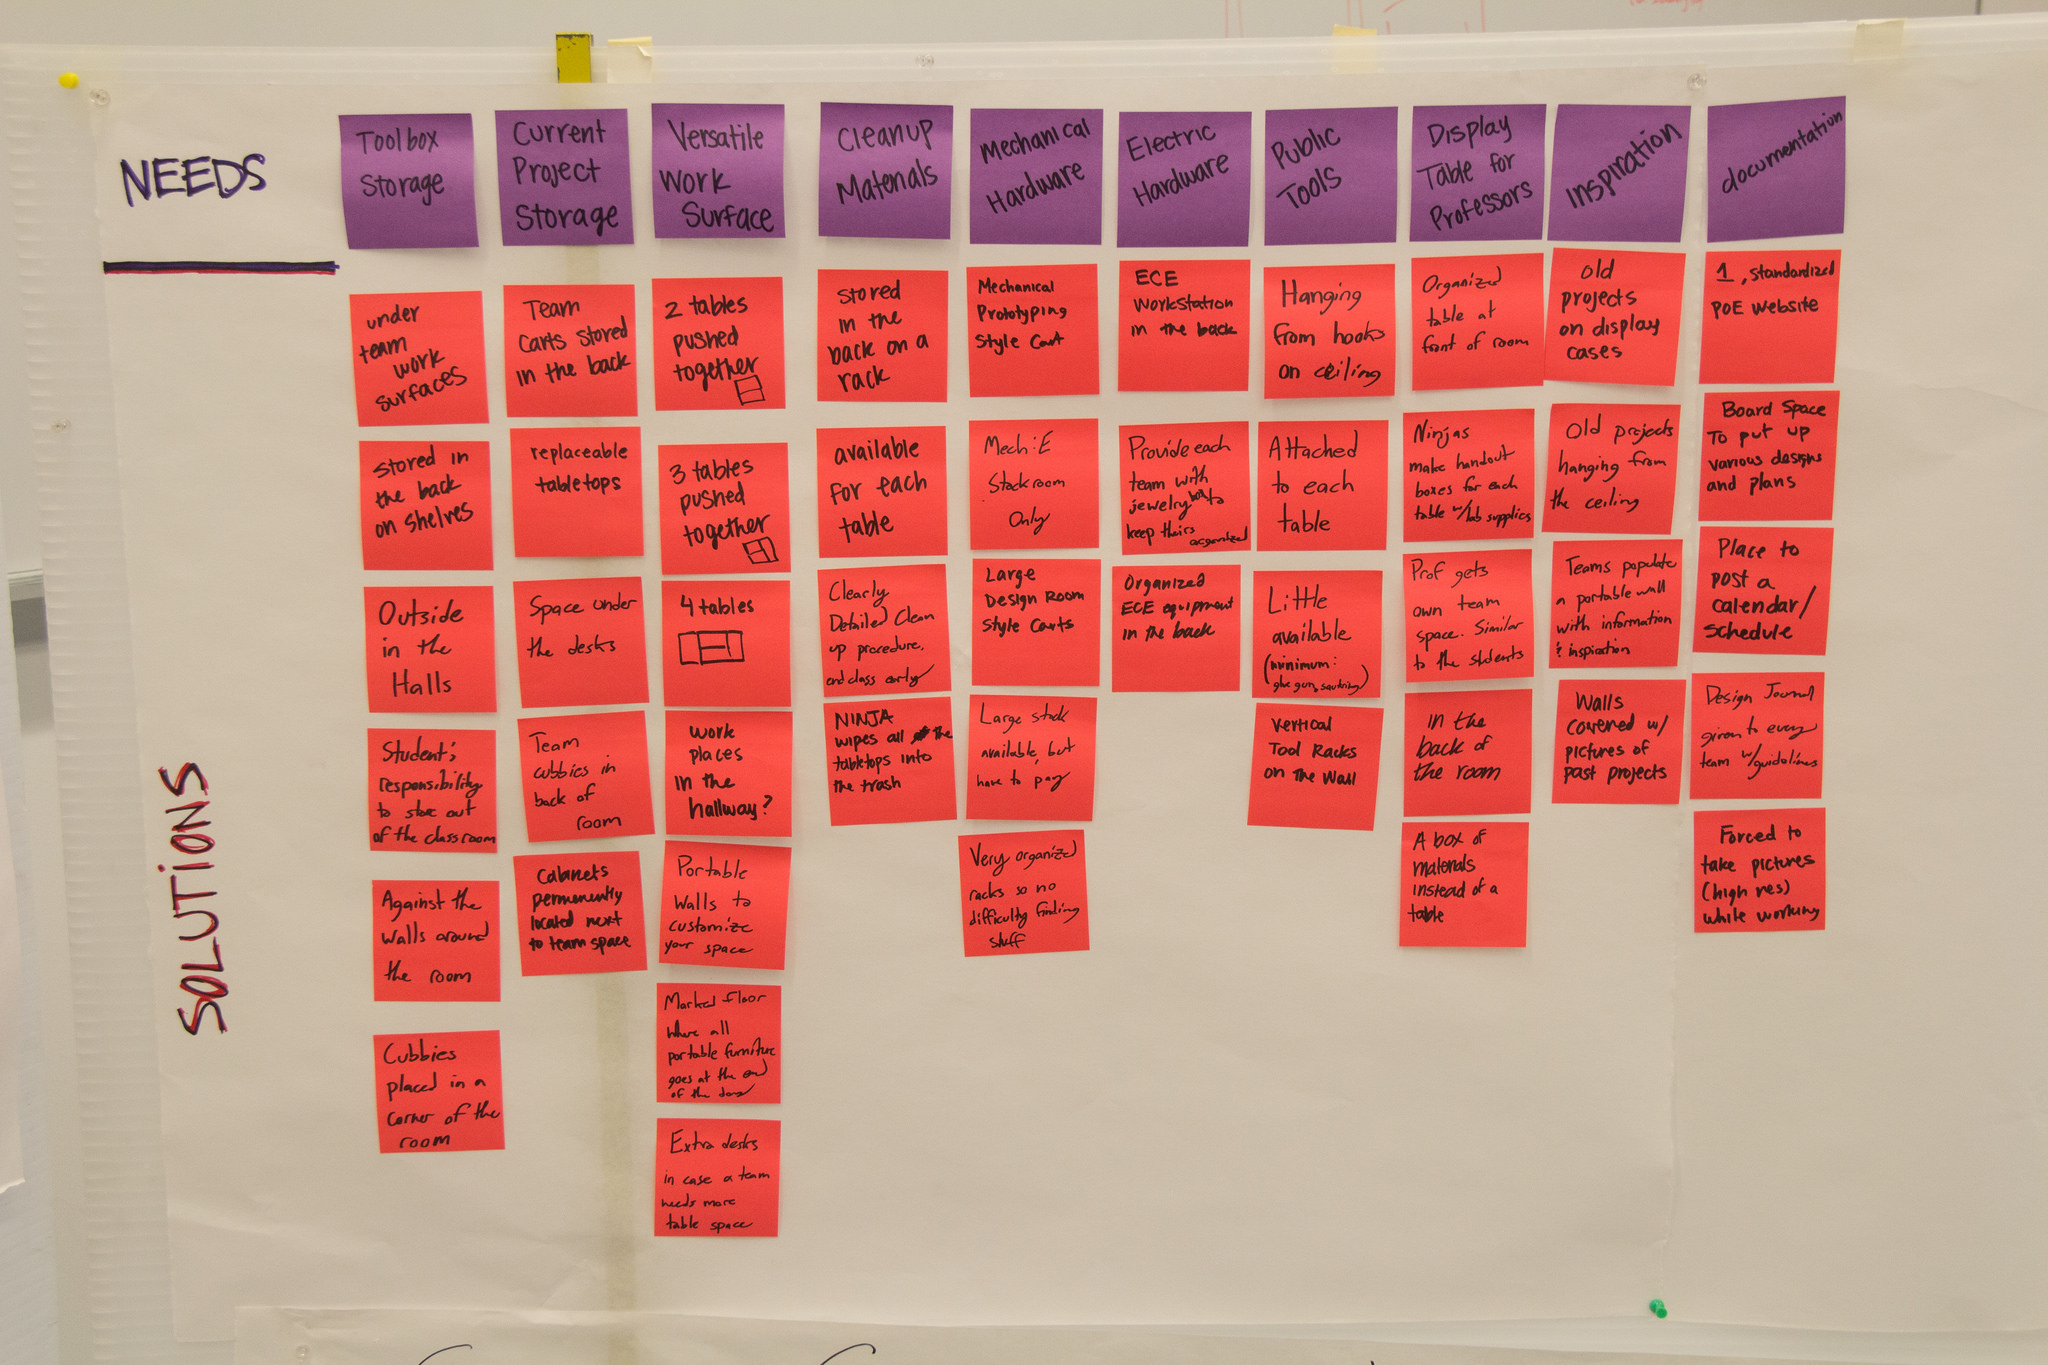 NEEDS
Toolbox
Storage
Current
Project
Storage
Versatile
Work
Surface
Cleanup
Materials
Mechanical
Hardware
Electric
Hardware
Public
Tools
Display
Table for
Professors
Inspiration
documentation
SOLUTIONS
under
team
work
surfaces
stored in
the back
on shelves
Outside
in the
Halls
Student's
responsibility
to store out
of the classroom
Against the
walls around
the room
Cubbies
placed in a
corner of the
room
Team
carts stored
in the back
replaceable
tabletops
Space under
the desks
Team
cubbies in
back of
room
Cabinets
permenently
located next
to team space
2 tables
pushed
together
3 tables
pushed
together
4 tables
work
places
in the
hallway?
Portable
Walls to
customize
your space
Marked floor
where all
portable furniture
goes at the end
of the day
Extra desks
in case a team
needs more
table space
stored
in the
back on a
rack
available
for each
table
Clearly
Detailed Clean
up procedure,
end class early
NINJA
wipes all the
tabletops into
the trash
Mechanical
Prototyping
Style Cart
Mech:E
Stock room
Only
Large
Design Room
Style Carts
Large stock
available, but
have to pay
Very organized
racks so no
difficulty finding
stuff
ECE
Workstation
in the back
Provide each
team with
jewelry box to
keep theirs organized
Organized
ECE equipment
in the back
Hanging
from hooks
on ceiling
Attached
to each
table
Little
available
(minimum:
glue gun,
Vertical
Tool Racks
on the Wall
Organized
table at
front of room
Ninjas
make handout
boxes for each
table w/ lab supplies
Prof gets
own team
space. Similar
to the students
in the
back of
the room
A box of
materials
instead of a
table
old
projects
on display
cases
Old projects
hanging from
the ceiling
Teams populate
a portable wall
with information
& inspiration
Walls
covered w/
pictures of
past projects
1, standardized
POE website
Board Space
To put up
various designs
and plans
Place to
post a
calendar/
schedule
Design Journal
given to every
team w/guidelines
Forced to
take pictures
(high res)
while working